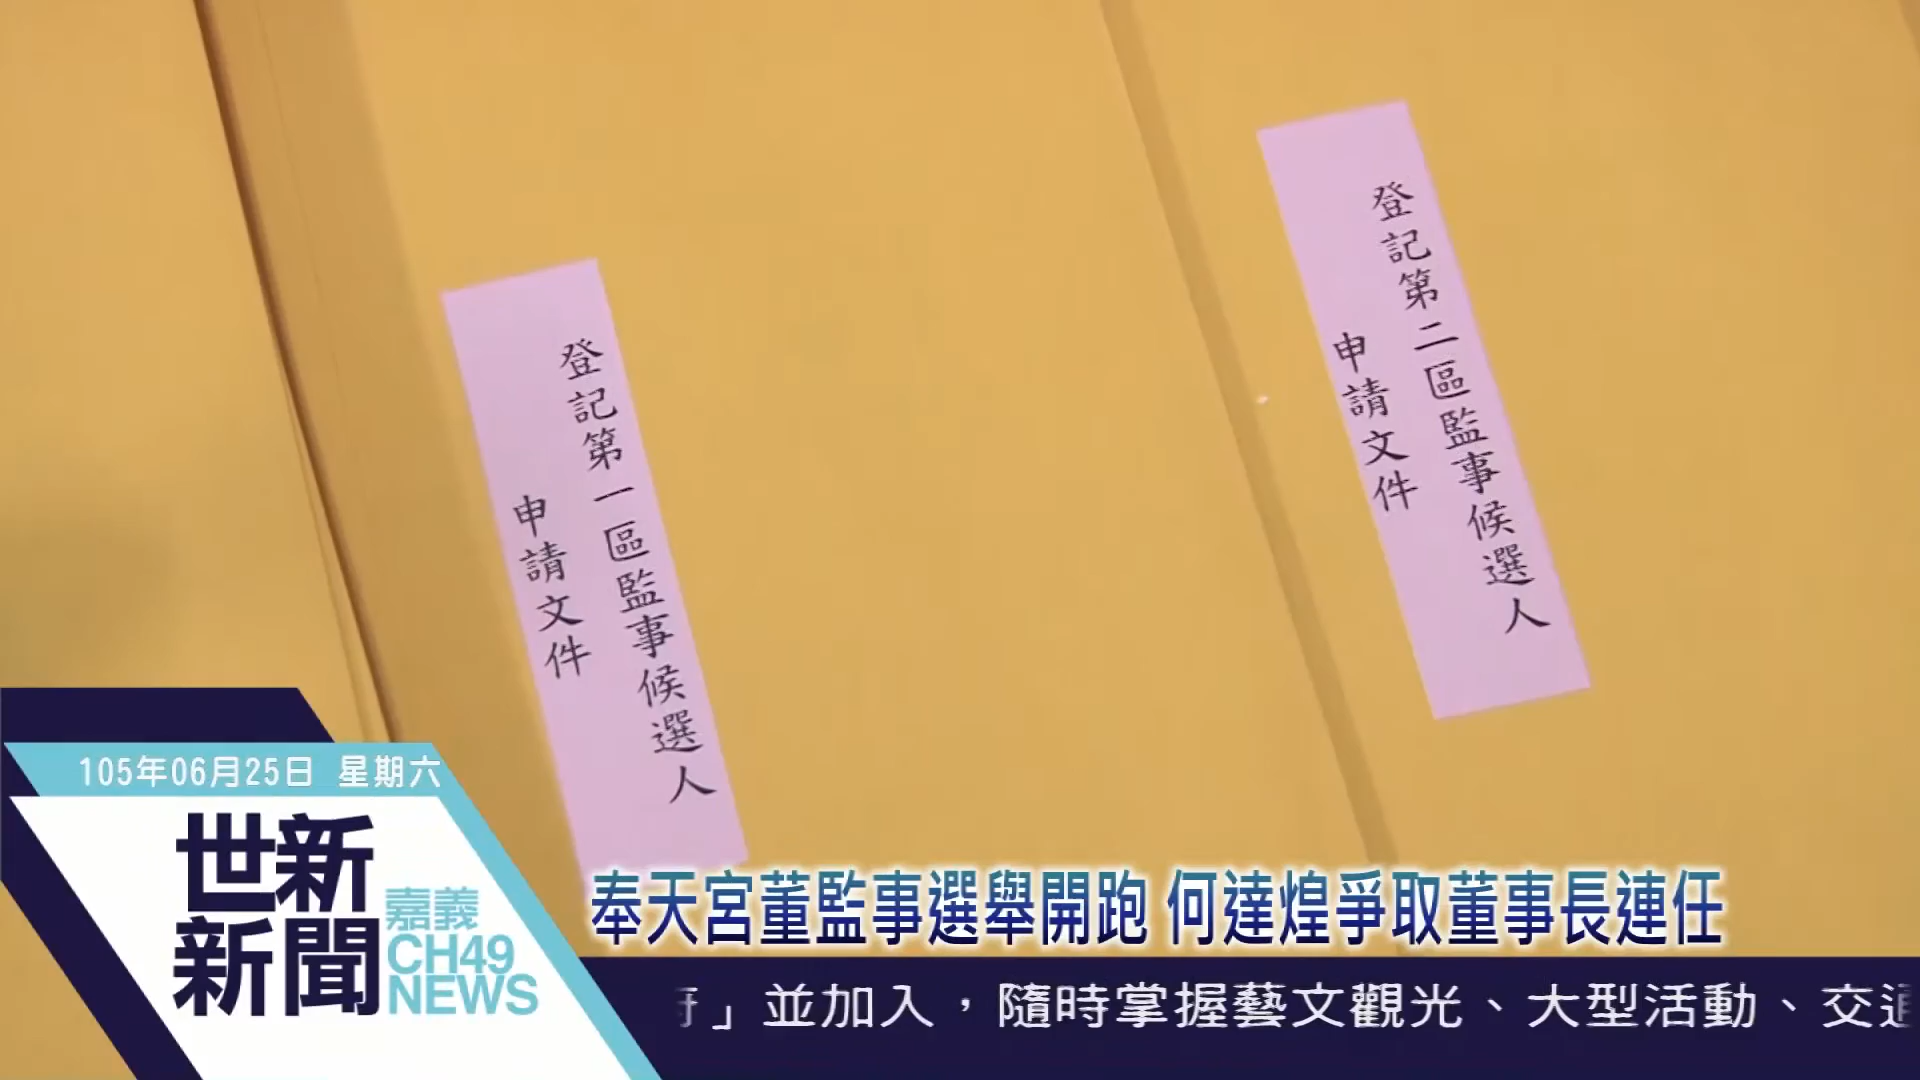 登記第二區監事候選人
申請文件
登記第一區監事候選人
申請文件
105年06月25日 星期六
世新
新聞
嘉義
CH49
NEWS
奉天宮董監事選舉開跑 何達煌爭取董事長連任
」並加入，隨時掌握藝文觀光、大型活動、交通